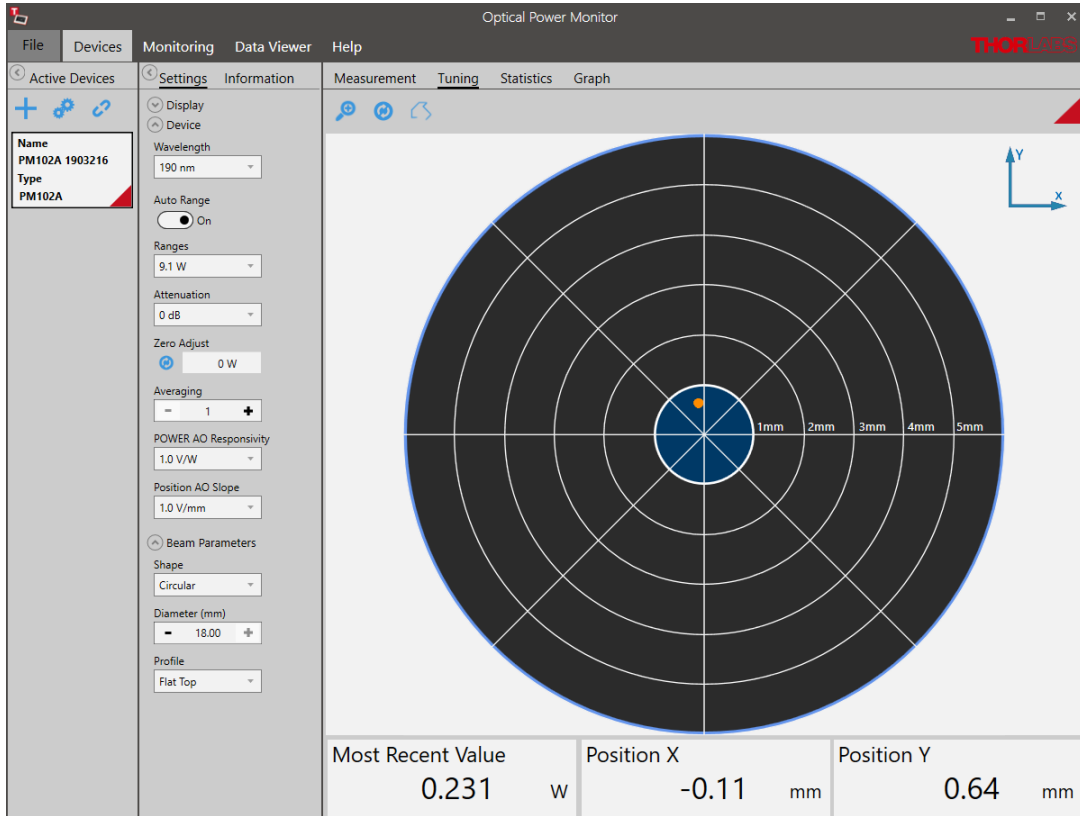 Optical Power Monitor
File Devices Monitoring Data Viewer Help
THORLABS
Active Devices
Name
PM102A 1903216
Type
PM102A
Settings Information
Display
Device
Wavelength
190 nm
Auto Range
On
Ranges
9.1 W
Attenuation
0 dB
Zero Adjust
0 W
Averaging
- 1 +
POWER AO Responsivity
1.0 V/W
Position AO Slope
1.0 V/mm
Beam Parameters
Shape
Circular
Diameter (mm)
- 18.00 +
Profile
Flat Top
Measurement Tuning Statistics Graph
Y
X
1mm 2mm 3mm 4mm 5mm
Most Recent Value
0.231 W
Position X
-0.11 mm
Position Y
0.64 mm